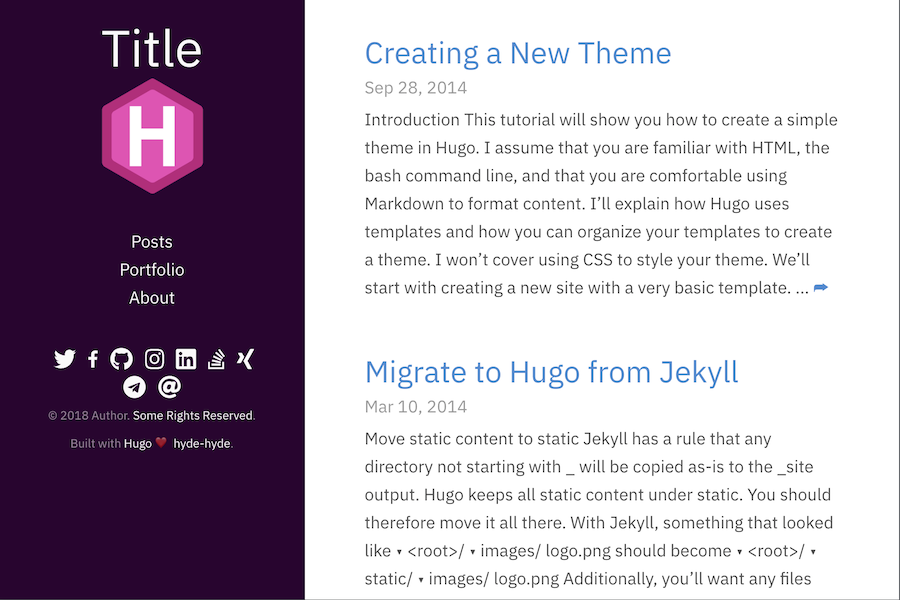 Title
H
Posts
Portfolio
About
© 2018 Author. Some Rights Reserved.
Built with Hugo ❤ hyde-hyde.
Creating a New Theme
Sep 28, 2014
Introduction This tutorial will show you how to create a simple
theme in Hugo. I assume that you are familiar with HTML, the
bash command line, and that you are comfortable using
Markdown to format content. I’ll explain how Hugo uses
templates and how you can organize your templates to create
a theme. I won’t cover using CSS to style your theme. We’ll
start with creating a new site with a very basic template. ... ➦
Migrate to Hugo from Jekyll
Mar 10, 2014
Move static content to static Jekyll has a rule that any
directory not starting with _ will be copied as-is to the _site
output. Hugo keeps all static content under static. You should
therefore move it all there. With Jekyll, something that looked
like ▾ <root>/ ▾ images/ logo.png should become ▾ <root>/ ▾
static/ ▾ images/ logo.png Additionally, you’ll want any files